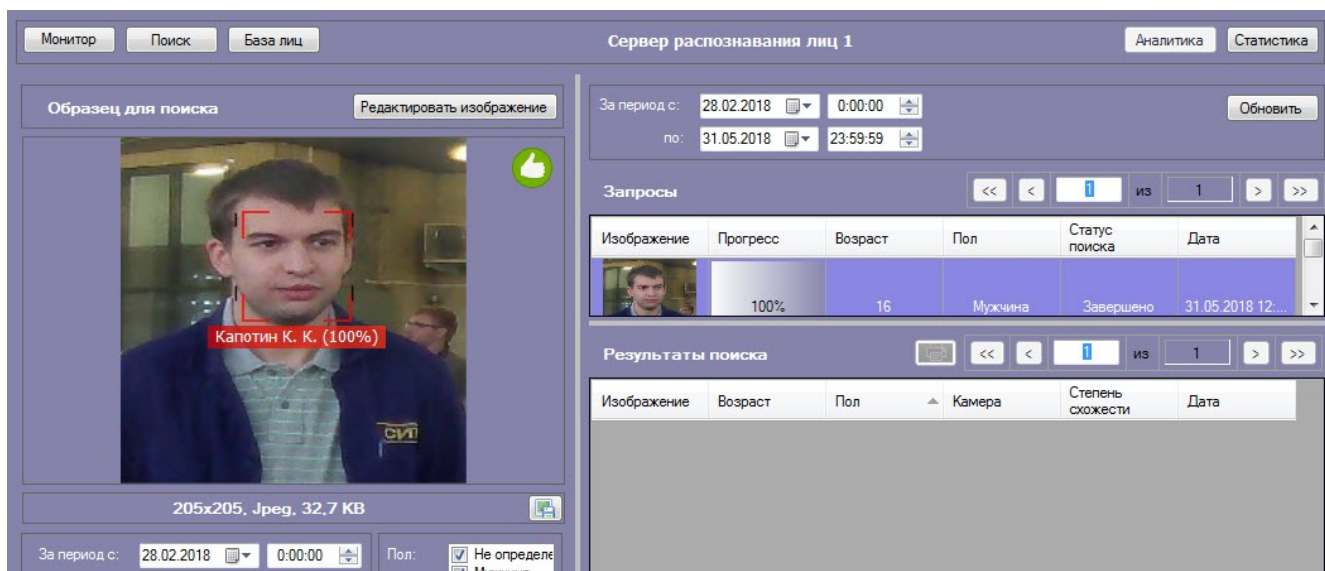 Монитор Поиск База лиц Сервер распознавания лиц 1 Аналитика Статистика
Образец для поиска Редактировать изображение
Капотин К. К. (100%)
СИП
205x205, Jpeg, 32,7 KB
За период с: 28.02.2018 0:00:00 Пол: Не определе
За период с: 28.02.2018 0:00:00 Обновить
по: 31.05.2018 23:59:59
Запросы << < 1 из 1 > >>
Изображение Прогресс Возраст Пол Статус поиска Дата
100% 16 Мужчина Завершено 31.05.2018 12:...
Результаты поиска << < 1 из 1 > >>
Изображение Возраст Пол Камера Степень схожести Дата